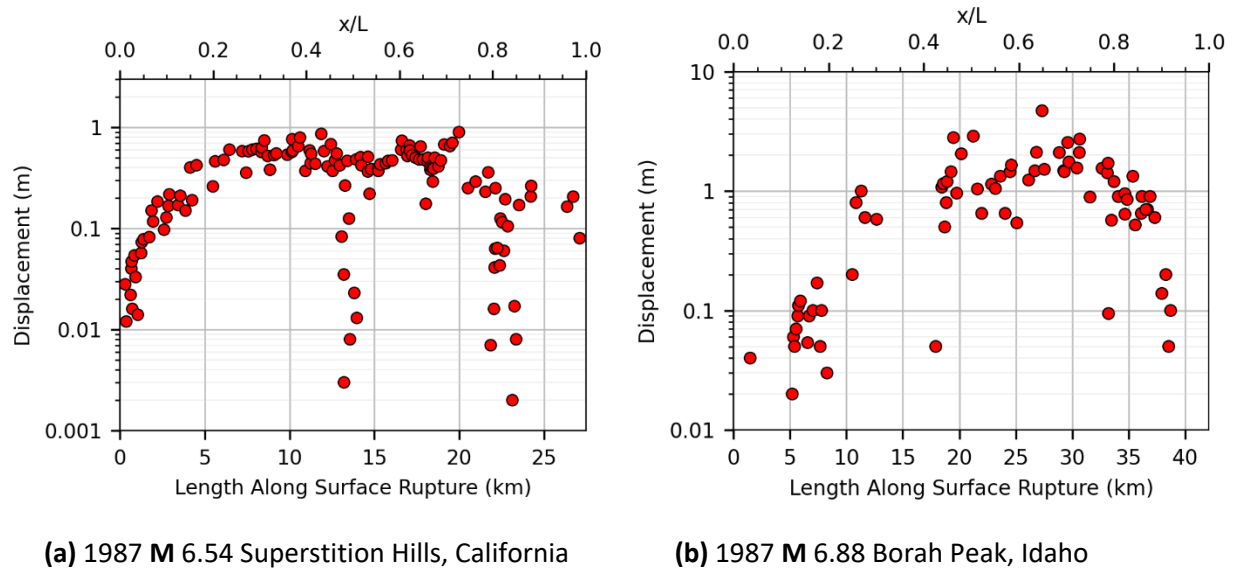 x/L
0.0 0.2 0.4 0.6 0.8 1.0
1
0.1
0.01
0.001
Displacement (m)
0 5 10 15 20 25
Length Along Surface Rupture (km)
(a) 1987 M 6.54 Superstition Hills, California
x/L
0.0 0.2 0.4 0.6 0.8 1.0
10
1
0.1
0.01
Displacement (m)
0 5 10 15 20 25 30 35 40
Length Along Surface Rupture (km)
(b) 1987 M 6.88 Borah Peak, Idaho